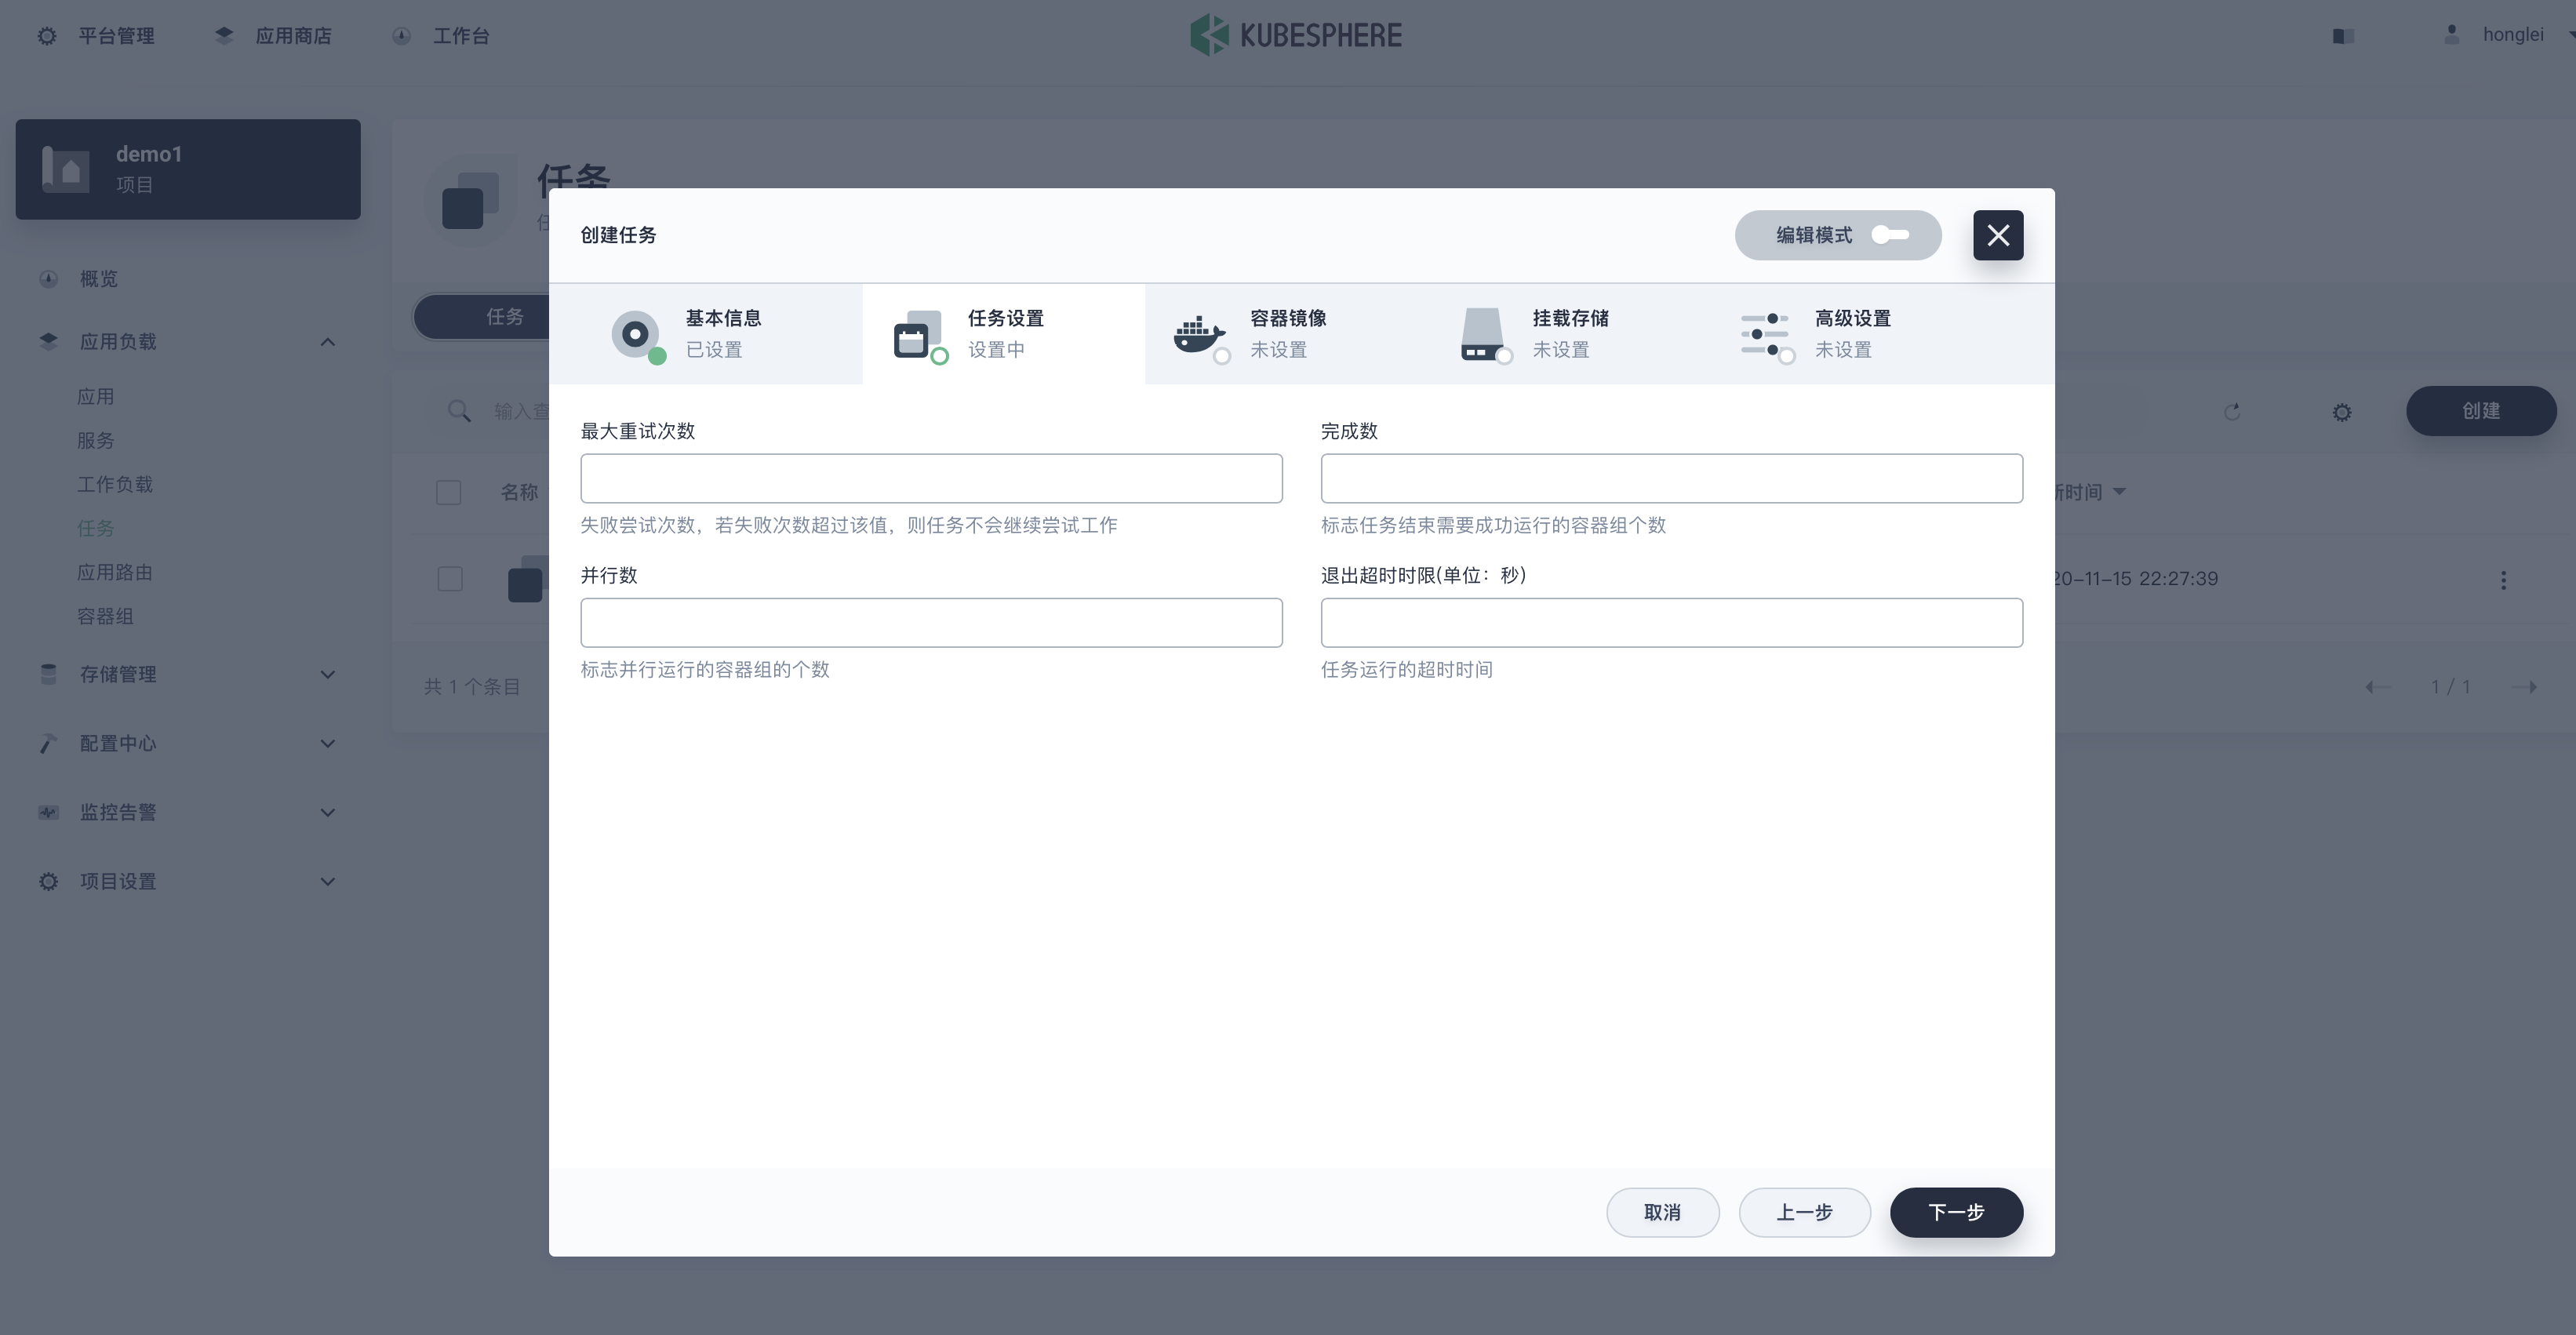 平台管理
应用商店
工作台
KUBESPHERE
honglei
demo1
项目
概览
应用负载
应用
服务
工作负载
任务
应用路由
容器组
存储管理
配置中心
监控告警
项目设置
任务
任务
输入查
创建
名称
新时间
20-11-15 22:27:39
共 1 个条目
1 / 1
创建任务
编辑模式
基本信息
已设置
任务设置
设置中
容器镜像
未设置
挂载存储
未设置
高级设置
未设置
最大重试次数
失败尝试次数，若失败次数超过该值，则任务不会继续尝试工作
完成数
标志任务结束需要成功运行的容器组个数
并行数
标志并行运行的容器组的个数
退出超时时限(单位：秒)
任务运行的超时时间
取消
上一步
下一步